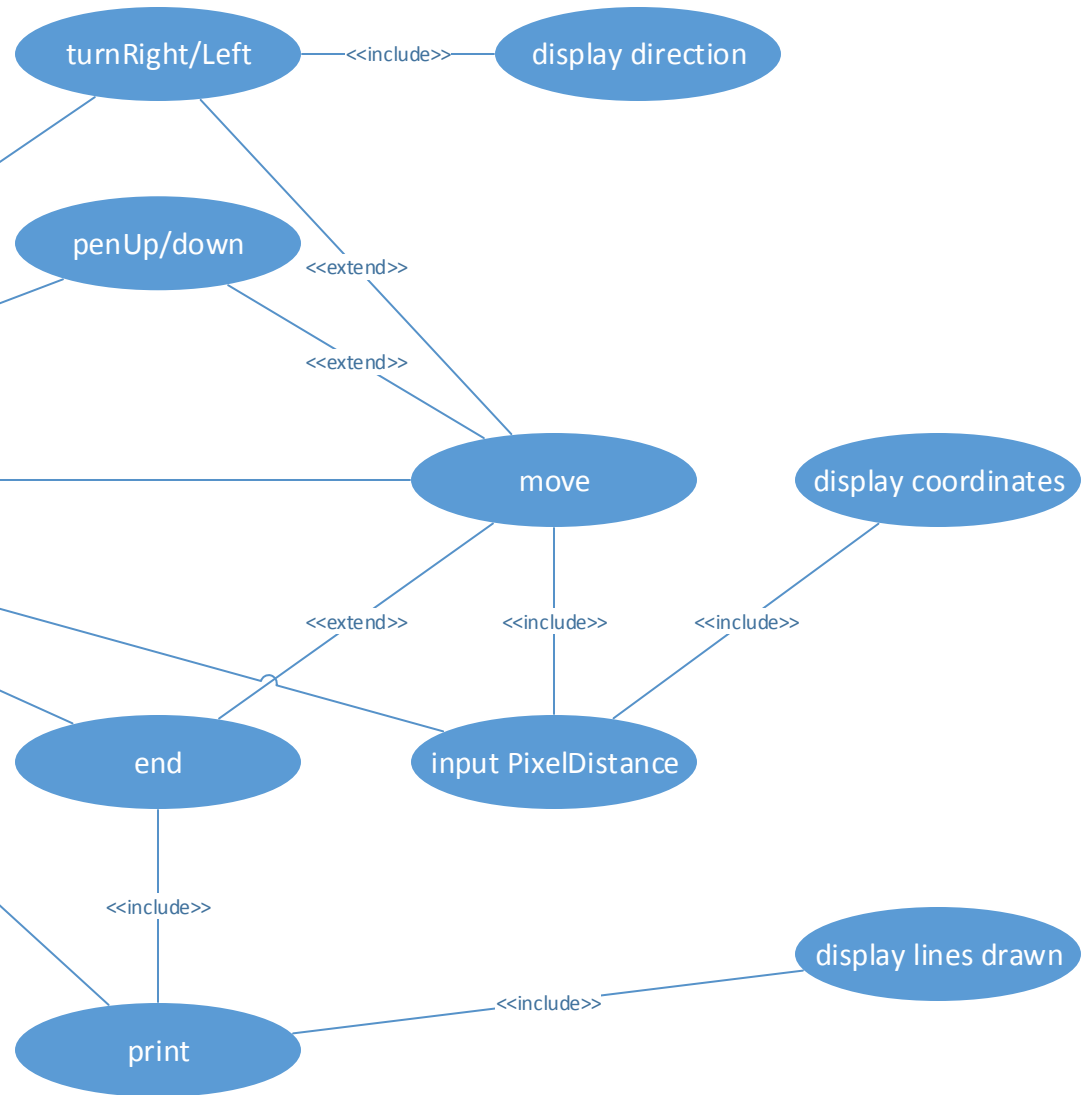 turnRight/Left
<<include>>
display direction
penUp/down
<<extend>>
<<extend>>
move
display coordinates
<<extend>>
<<include>>
<<include>>
end
input PixelDistance
<<include>>
display lines drawn
<<include>>
print